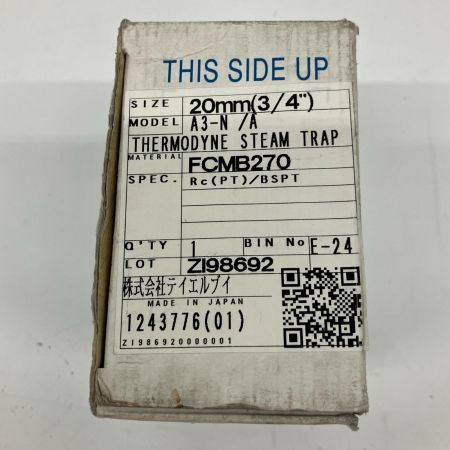 THIS SIDE UP
SIZE 20mm(3/4")
MODEL A3-N /A
THERMODYNE STEAM TRAP
MATERIAL FCMB270
SPEC. Rc(PT)/BSPT
Q'TY 1 BIN No E-24
LOT ZI98692
株式会社テイエルブイ
MADE IN JAPAN
1243776(01)
ZI986920000001